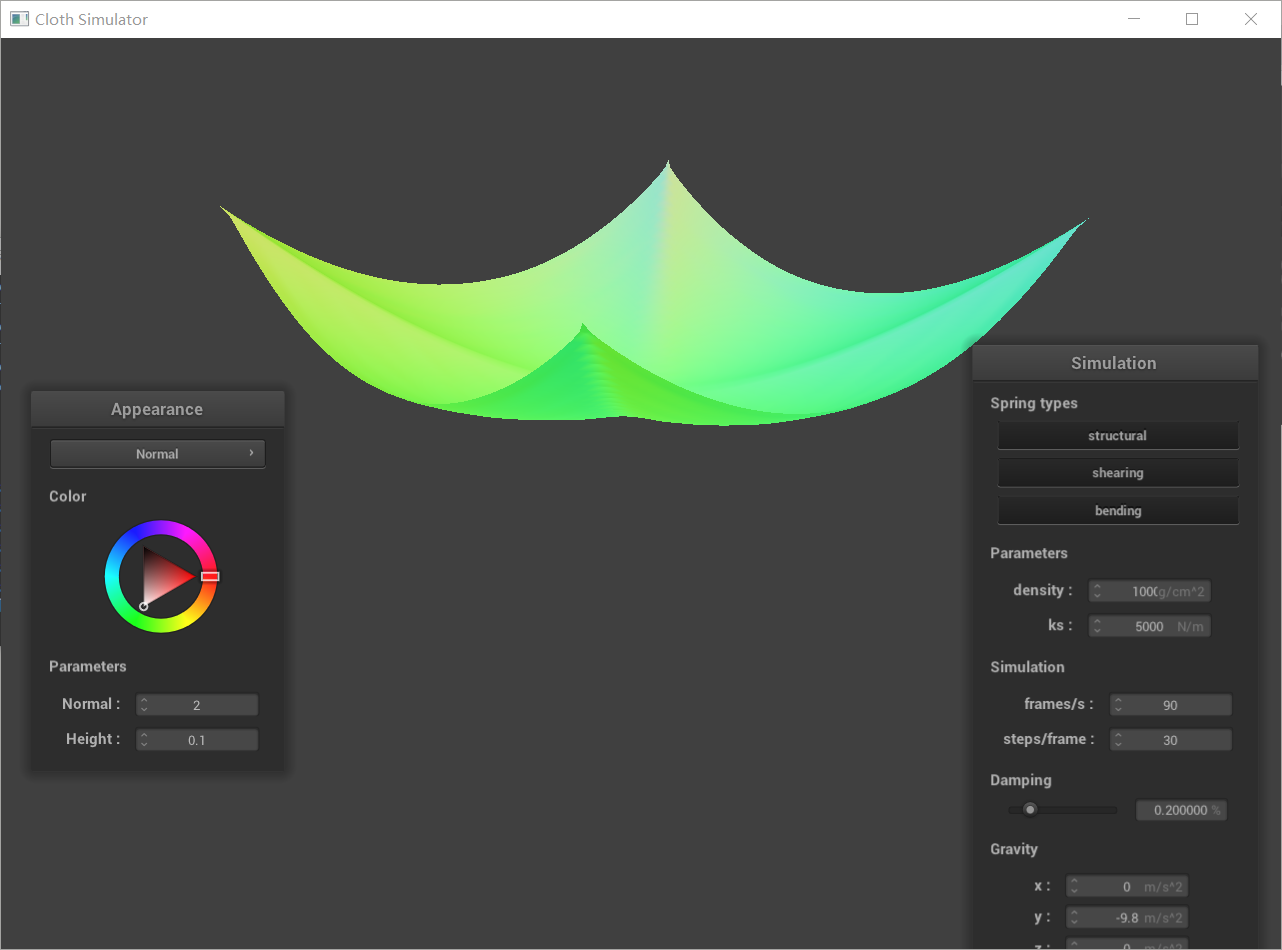 Cloth Simulator
Appearance
Normal
Color
Parameters
Normal :
2
Height :
0.1
Simulation
Spring types
structural
shearing
bending
Parameters
density :
1000 g/cm^2
ks :
5000 N/m
Simulation
frames/s :
90
steps/frame :
30
Damping
0.200000 %
Gravity
x :
0 m/s^2
y :
-9.8 m/s^2
z :
0 m/s^2